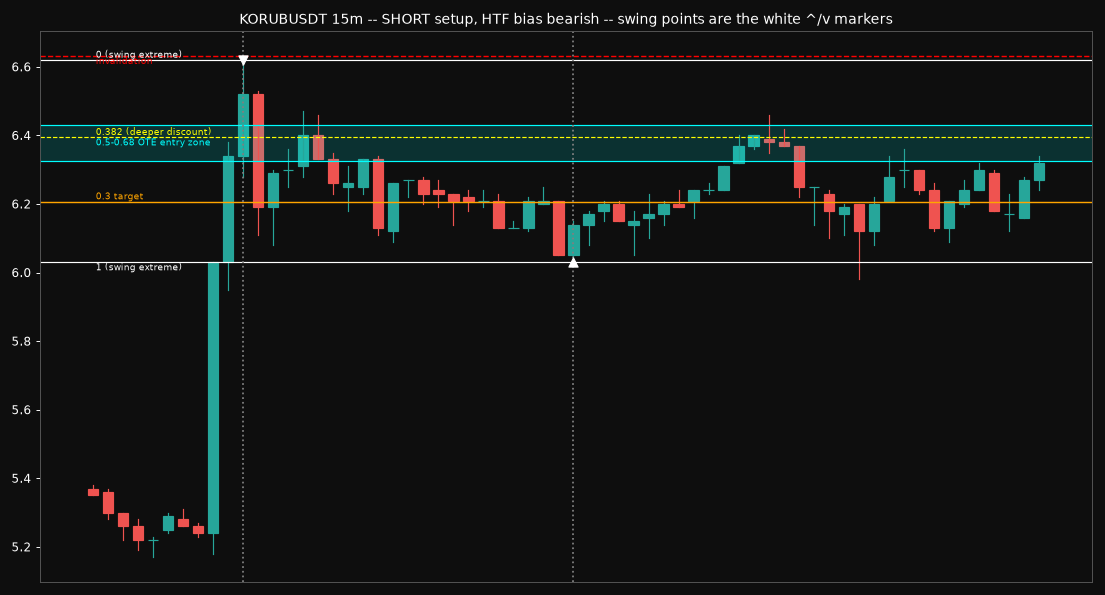 KORUBUSDT 15m -- SHORT setup, HTF bias bearish -- swing points are the white ^/v markers
0 (swing extreme)
invalidation
6.6
0.382 (deeper discount)
6.4
0.5-0.68 OTE entry zone
0.3 target
6.2
1 (swing extreme)
6.0
5.8
5.6
5.4
5.2